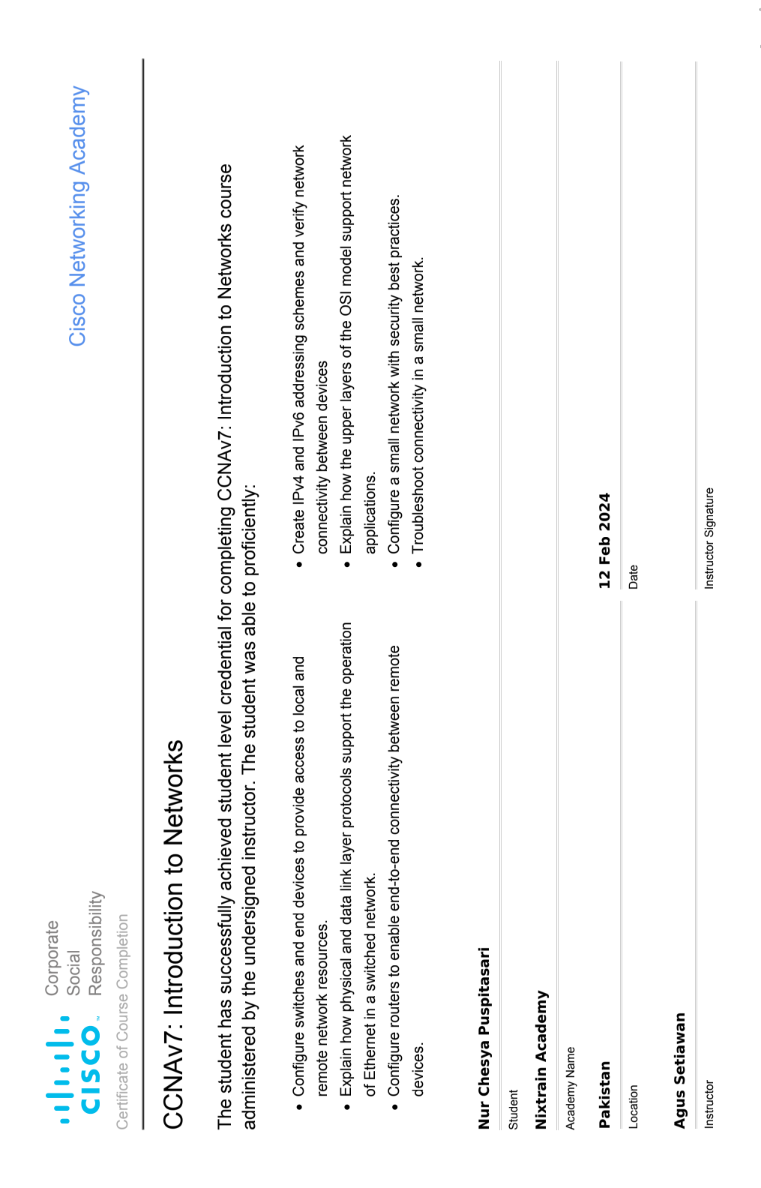 Corporate
Social
Responsibility
CISCO
Cisco Networking Academy
Certificate of Course Completion
CCNAv7: Introduction to Networks
The student has successfully achieved student level credential for completing CCNAv7: Introduction to Networks course
administered by the undersigned instructor. The student was able to proficiently:
• Configure switches and end devices to provide access to local and
remote network resources.
• Explain how physical and data link layer protocols support the operation
of Ethernet in a switched network.
• Configure routers to enable end-to-end connectivity between remote
devices.
• Create IPv4 and IPv6 addressing schemes and verify network
connectivity between devices
• Explain how the upper layers of the OSI model support network
applications.
• Configure a small network with security best practices.
• Troubleshoot connectivity in a small network.
Nur Chesya Puspitasari
Student
Nixtrain Academy
Academy Name
Pakistan
Location
12 Feb 2024
Date
Agus Setiawan
Instructor
Instructor Signature